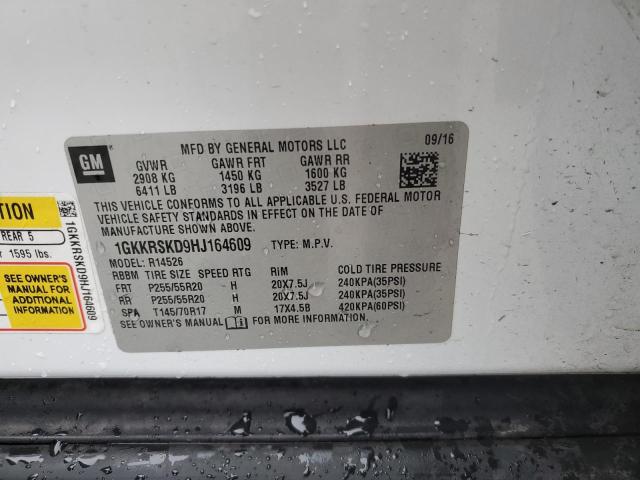 MFD BY GENERAL MOTORS LLC 09/16
GM
GVWR GAWR FRT GAWR RR
2908 KG 1450 KG 1600 KG
6411 LB 3196 LB 3527 LB
THIS VEHICLE CONFORMS TO ALL APPLICABLE U.S. FEDERAL MOTOR
VEHICLE SAFETY STANDARDS IN EFFECT ON THE DATE OF
MANUFACTURE SHOWN ABOVE.
1GKKRSKD9HJ164609 TYPE: M.P.V.
MODEL: R14526
RBBM TIRE SIZE SPEED RTG RIM COLD TIRE PRESSURE
FRT P255/55R20 H 20X7.5J 240KPA(35PSI)
RR P255/55R20 H 20X7.5J 240KPA(35PSI)
SPA T145/70R17 M 17X4.5B 420KPA(60PSI)
SEE OWNER'S MANUAL FOR MORE INFORMATION.
TION
REAR 5
r 1595 lbs.
SEE OWNER'S
MANUAL FOR
ADDITIONAL
INFORMATION
1GKKRSKD9HJ164609